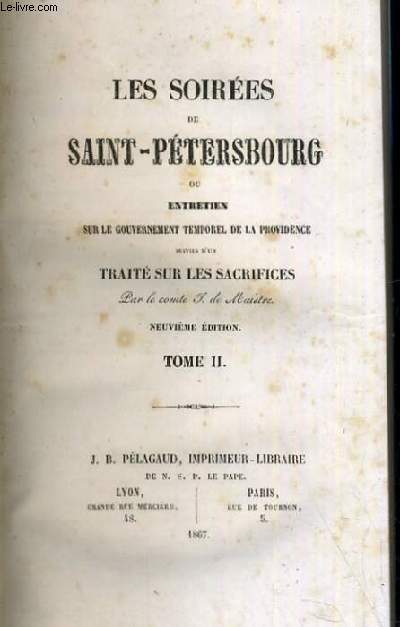 Le-livre.com
LES SOIRÉES
DE
SAINT-PÉTERSBOURG
OU
ENTRETIEN
SUR LE GOUVERNEMENT TEMPOREL DE LA PROVIDENCE
SUIVIES D'UN
TRAITÉ SUR LES SACRIFICES
Par le comte J. de Maistre.
NEUVIÈME ÉDITION.
TOME II.
J. B. PÉLAGAUD, IMPRIMEUR-LIBRAIRE
DE N. S. P. LE PAPE.
LYON,
GRANDE RUE MERCIÈRE,
48.
PARIS,
RUE DE TOURNON,
5.
1867.